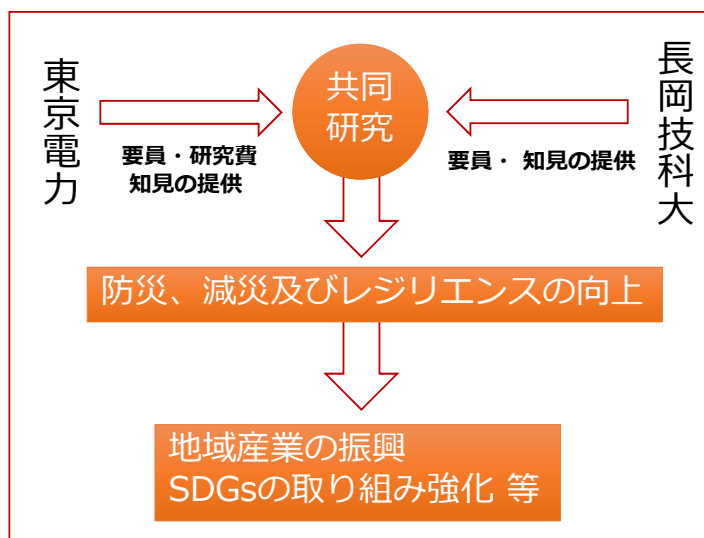 東京電力
共同
研究
長岡技科大
要員・研究費
知見の提供
要員・ 知見の提供
防災、減災及びレジリエンスの向上
地域産業の振興
SDGsの取り組み強化 等